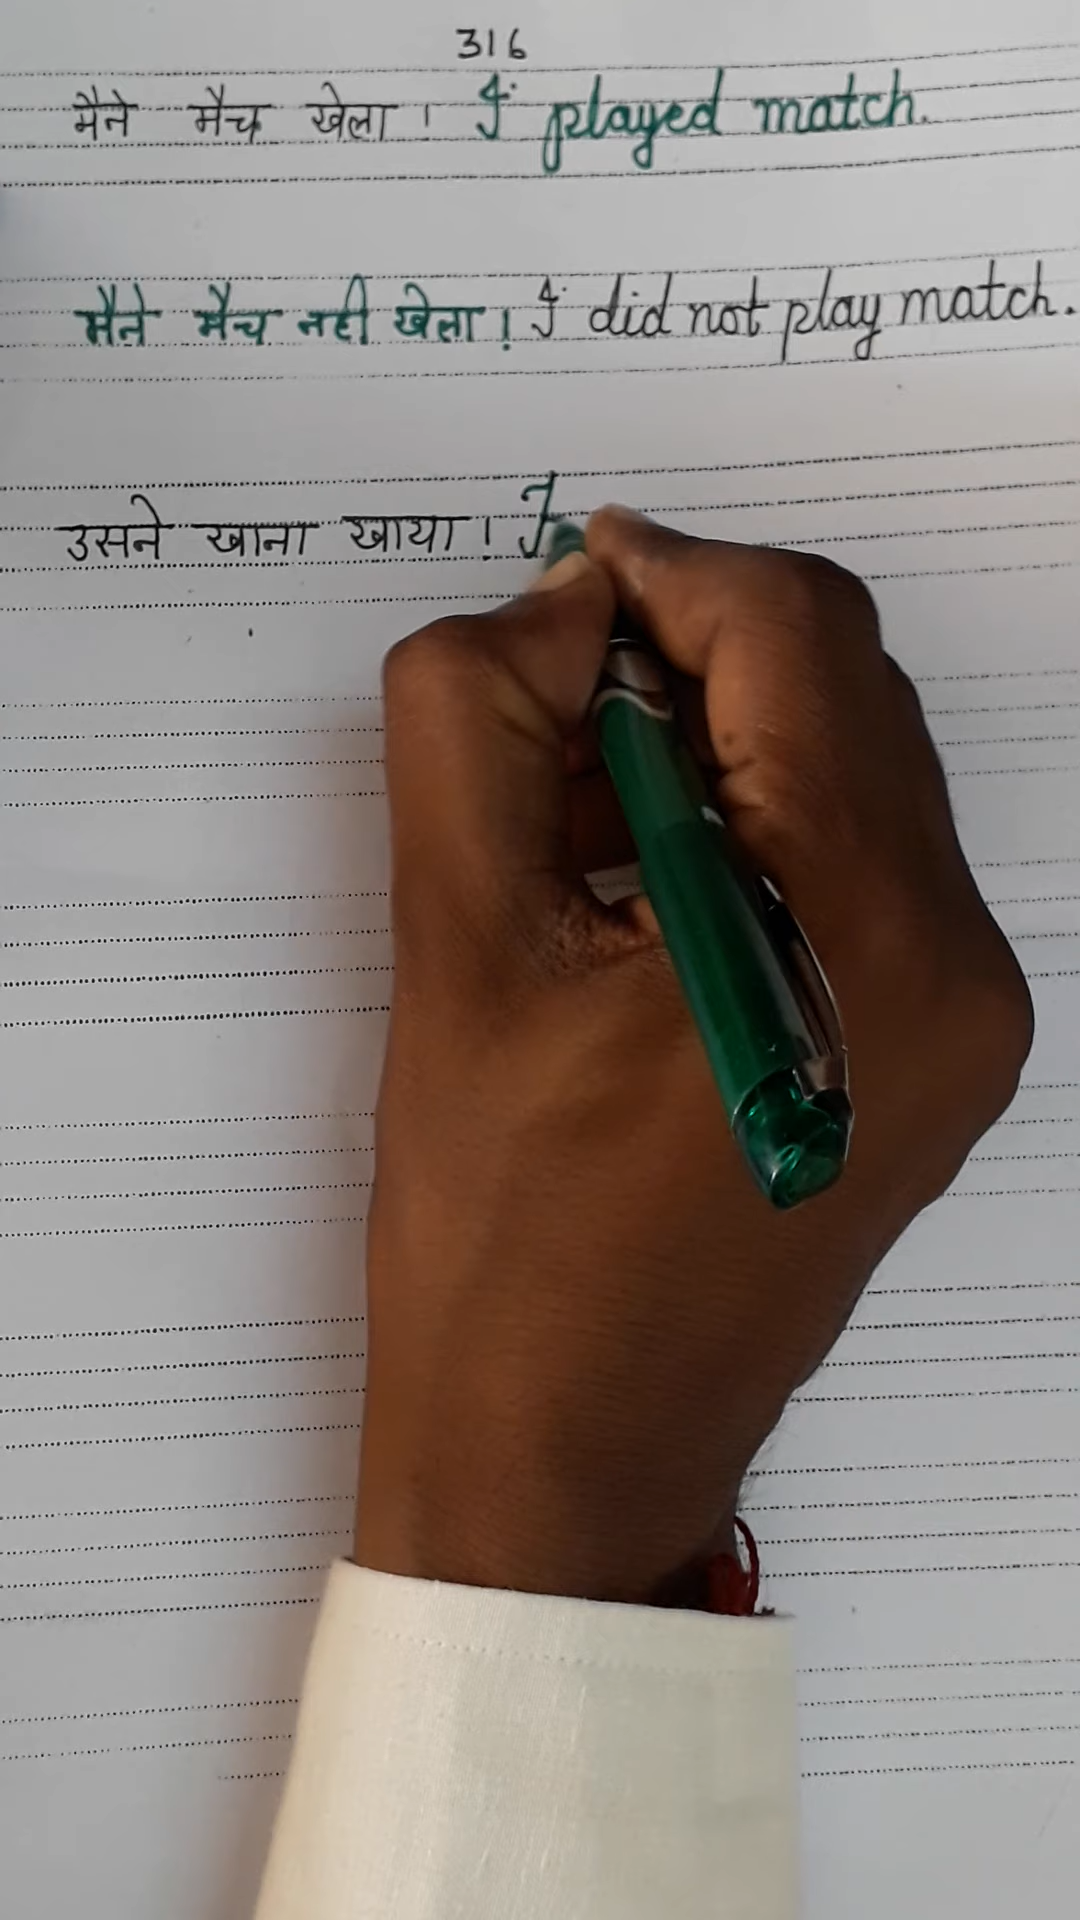 316
मैने मैच खेला । I played match.
मैने मैच नही खेला । I did not play match.
उसने खाना खाया ।